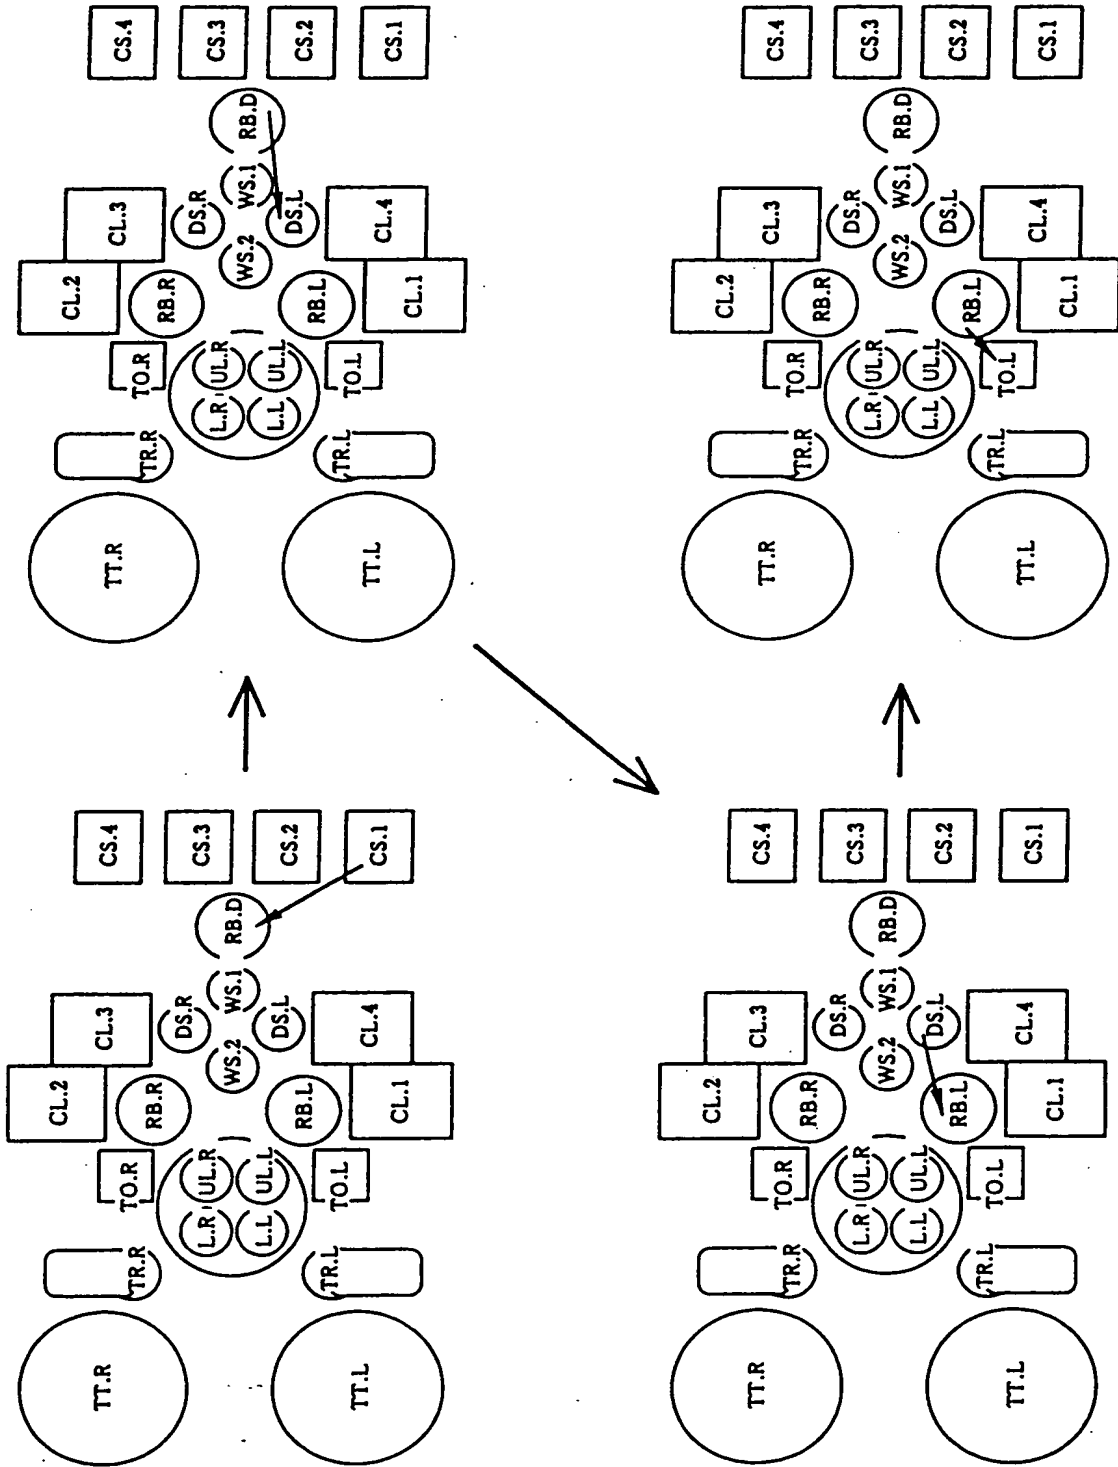 CS.4
CS.3
CS.2
CS.1
RB.D
WS.1
CL.3
DS.R
DS.L
CL.4
WS.2
CL.2
RB.R
RB.L
CL.1
TO.R
UL.R
UL.L
TO.L
L.R
L.L
TR.R
TR.L
TT.R
TT.L
CS.4
CS.3
CS.2
CS.1
RB.D
WS.1
CL.3
DS.R
DS.L
CL.4
WS.2
CL.2
RB.R
RB.L
CL.1
TO.R
UL.R
UL.L
TO.L
L.R
L.L
TR.R
TR.L
TT.R
TT.L
CS.4
CS.3
CS.2
CS.1
RB.D
WS.1
CL.3
DS.R
DS.L
CL.4
WS.2
CL.2
RB.R
RB.L
CL.1
TO.R
UL.R
UL.L
TO.L
L.R
L.L
TR.R
TR.L
TT.R
TT.L
CS.4
CS.3
CS.2
CS.1
RB.D
WS.1
CL.3
DS.R
DS.L
CL.4
WS.2
CL.2
RB.R
RB.L
CL.1
TO.R
UL.R
UL.L
TO.L
L.R
L.L
TR.R
TR.L
TT.R
TT.L